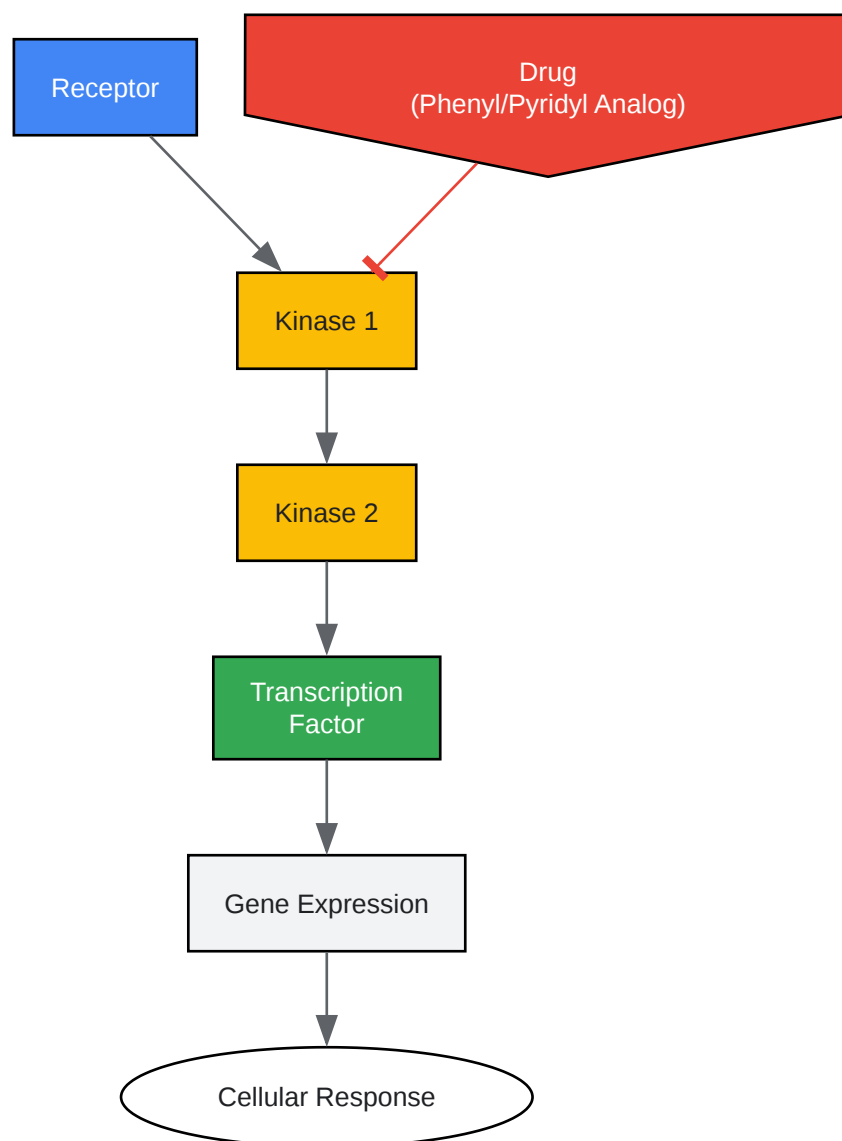 Receptor
Drug
(Phenyl/Pyridyl Analog)
Kinase 1
Kinase 2
Transcription
Factor
Gene Expression
Cellular Response